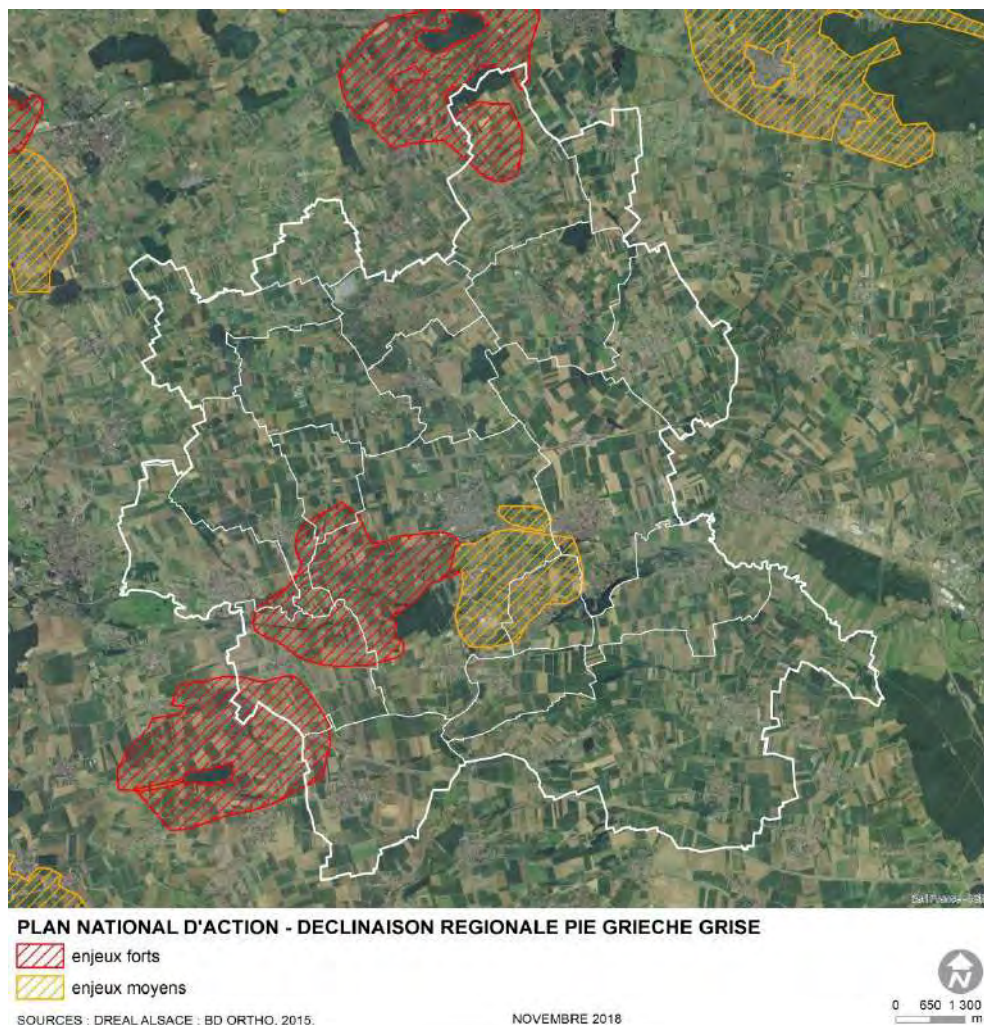 PLAN NATIONAL D'ACTION - DECLINAISON REGIONALE PIE GRIECHE GRISE
enjeux forts
enjeux moyens
N
0 650 1 300
m
SOURCES : DREAL ALSACE ; BD ORTHO, 2015.
NOVEMBRE 2018